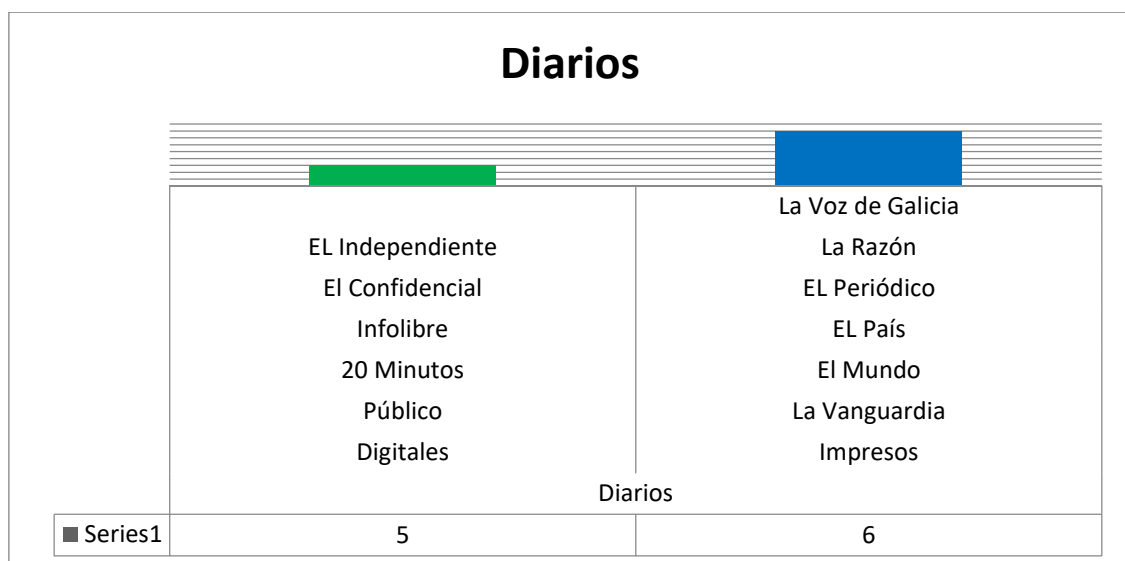 Diarios
La Voz de Galicia
EL Independiente La Razón
El Confidencial EL Periódico
Infolibre EL País
20 Minutos El Mundo
Público La Vanguardia
Digitales Impresos
Diarios
Series1 5 6